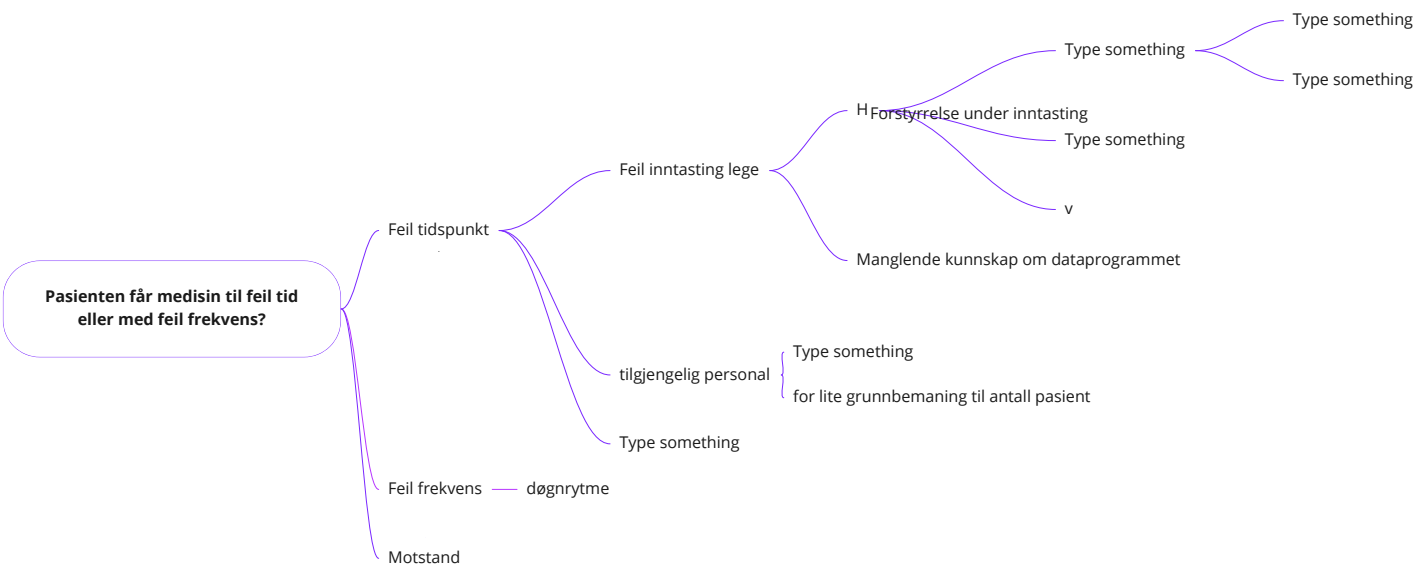 Type something
Type something
Type something
H
Forstyrrelse under inntasting
Type something
Feil inntasting lege
v
Feil tidspunkt
Manglende kunnskap om dataprogrammet
Pasienten får medisin til feil tid
eller med feil frekvens?
Type something
tilgjengelig personal
for lite grunnbemaning til antall pasient
Type something
Feil frekvens
døgnrytme
Motstand